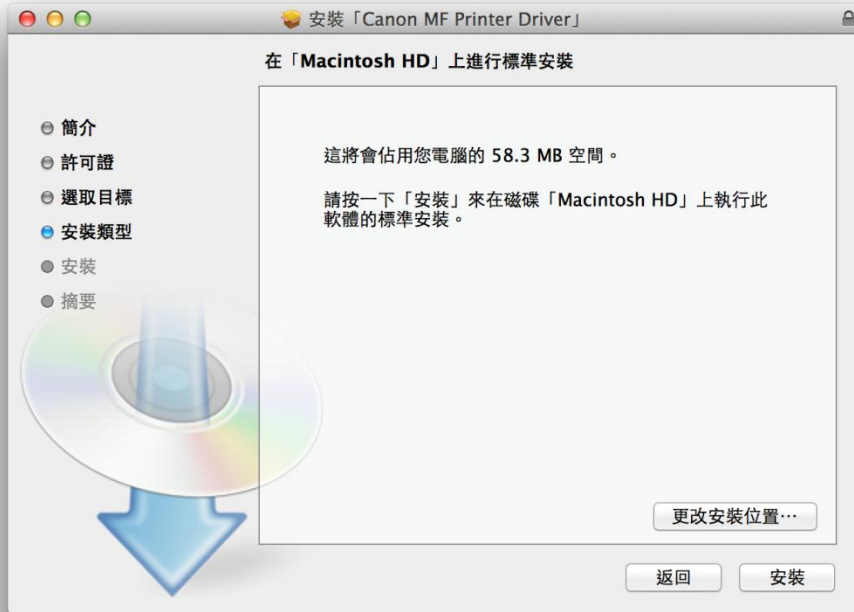 安裝「Canon MF Printer Driver」
在「Macintosh HD」上進行標準安裝
簡介
許可證
選取目標
安裝類型
安裝
摘要
這將會佔用您電腦的 58.3 MB 空間。
請按一下「安裝」來在磁碟「Macintosh HD」上執行此
軟體的標準安裝。
更改安裝位置⋯
返回
安裝